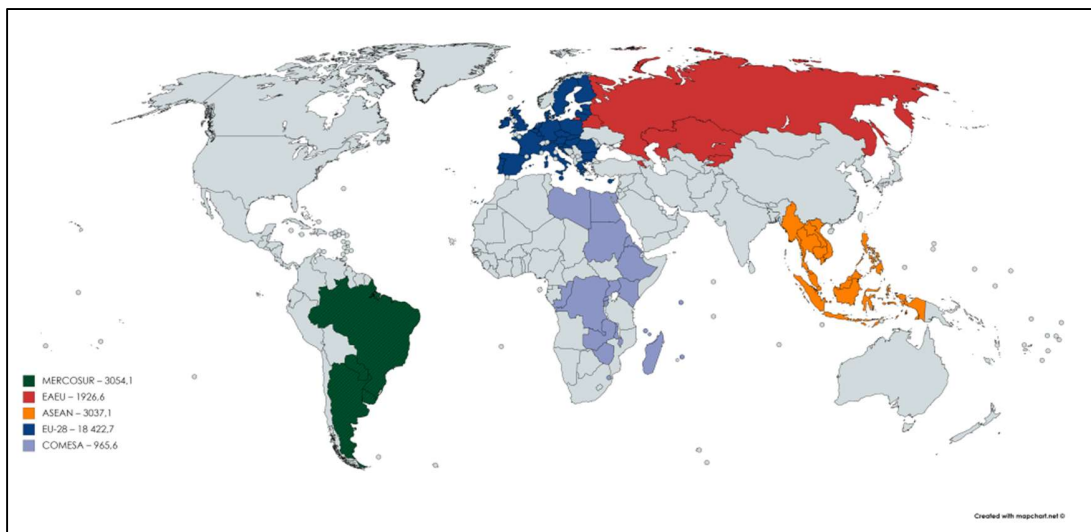 MERCOSUR – 3054,1
EAEU – 1926,6
ASEAN – 3037,1
EU-28 – 18 422,7
COMESA – 965,6
Created with mapchart.net ©